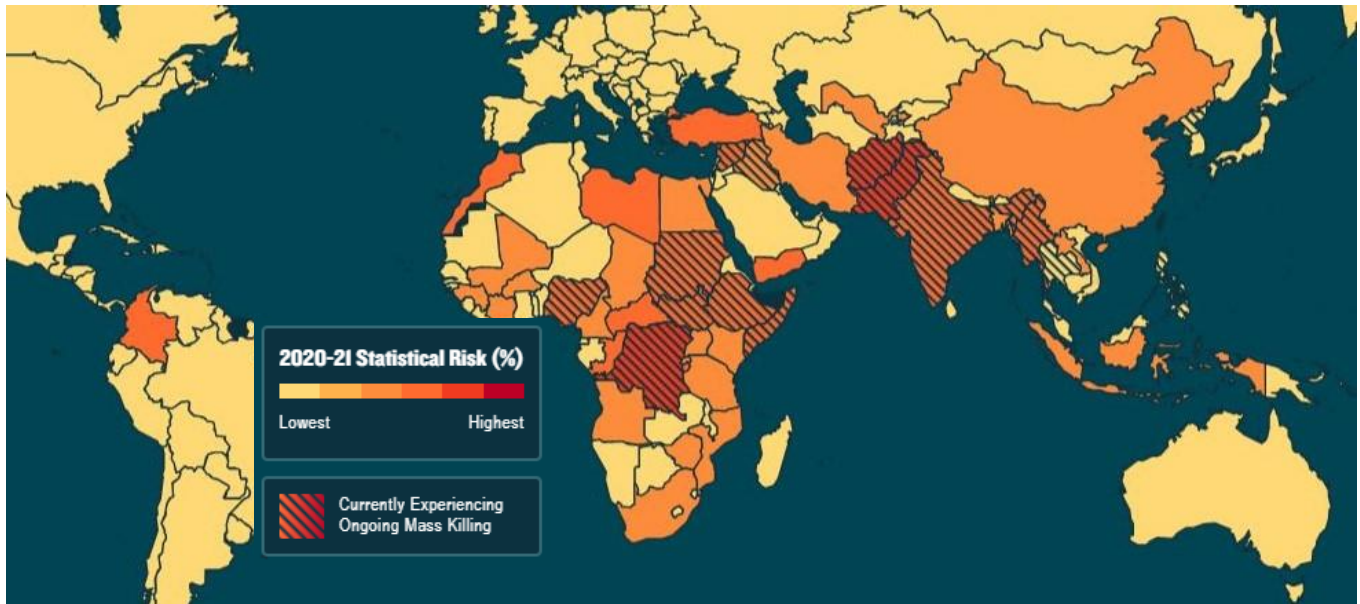 2020-21 Statistical Risk (%)
Lowest Highest
Currently Experiencing
Ongoing Mass Killing